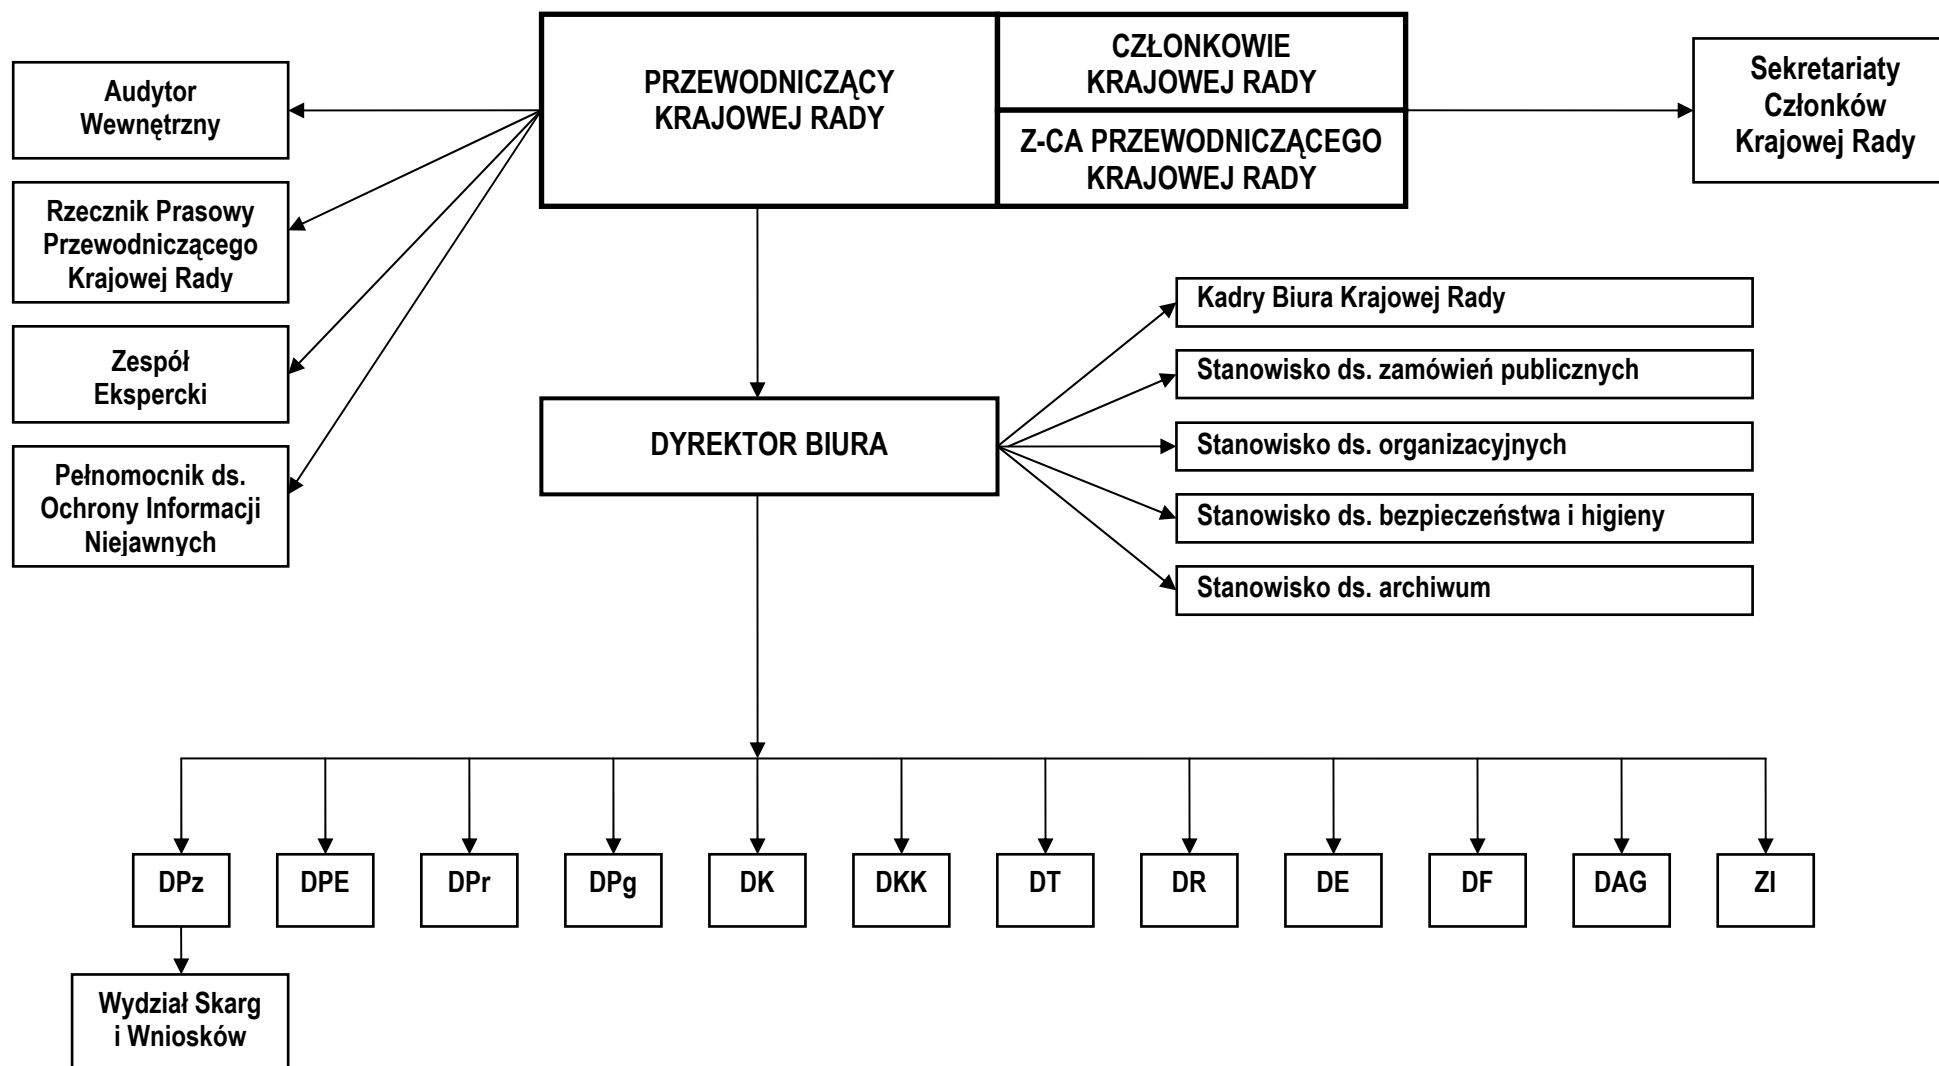 PRZEWODNICZĄCY
KRAJOWEJ RADY
CZŁONKOWIE
KRAJOWEJ RADY
Z-CA PRZEWODNICZĄCEGO
KRAJOWEJ RADY
Sekretariaty
Członków
Krajowej Rady
Audytor
Wewnętrzny
Rzecznik Prasowy
Przewodniczącego
Krajowej Rady
Zespół
Ekspercki
Pełnomocnik ds.
Ochrony Informacji
Niejawnych
Kadry Biura Krajowej Rady
Stanowisko ds. zamówień publicznych
Stanowisko ds. organizacyjnych
Stanowisko ds. bezpieczeństwa i higieny
Stanowisko ds. archiwum
DYREKTOR BIURA
DPz
DPE
DPr
DPg
DK
DKK
DT
DR
DE
DF
DAG
ZI
Wydział Skarg
i Wniosków